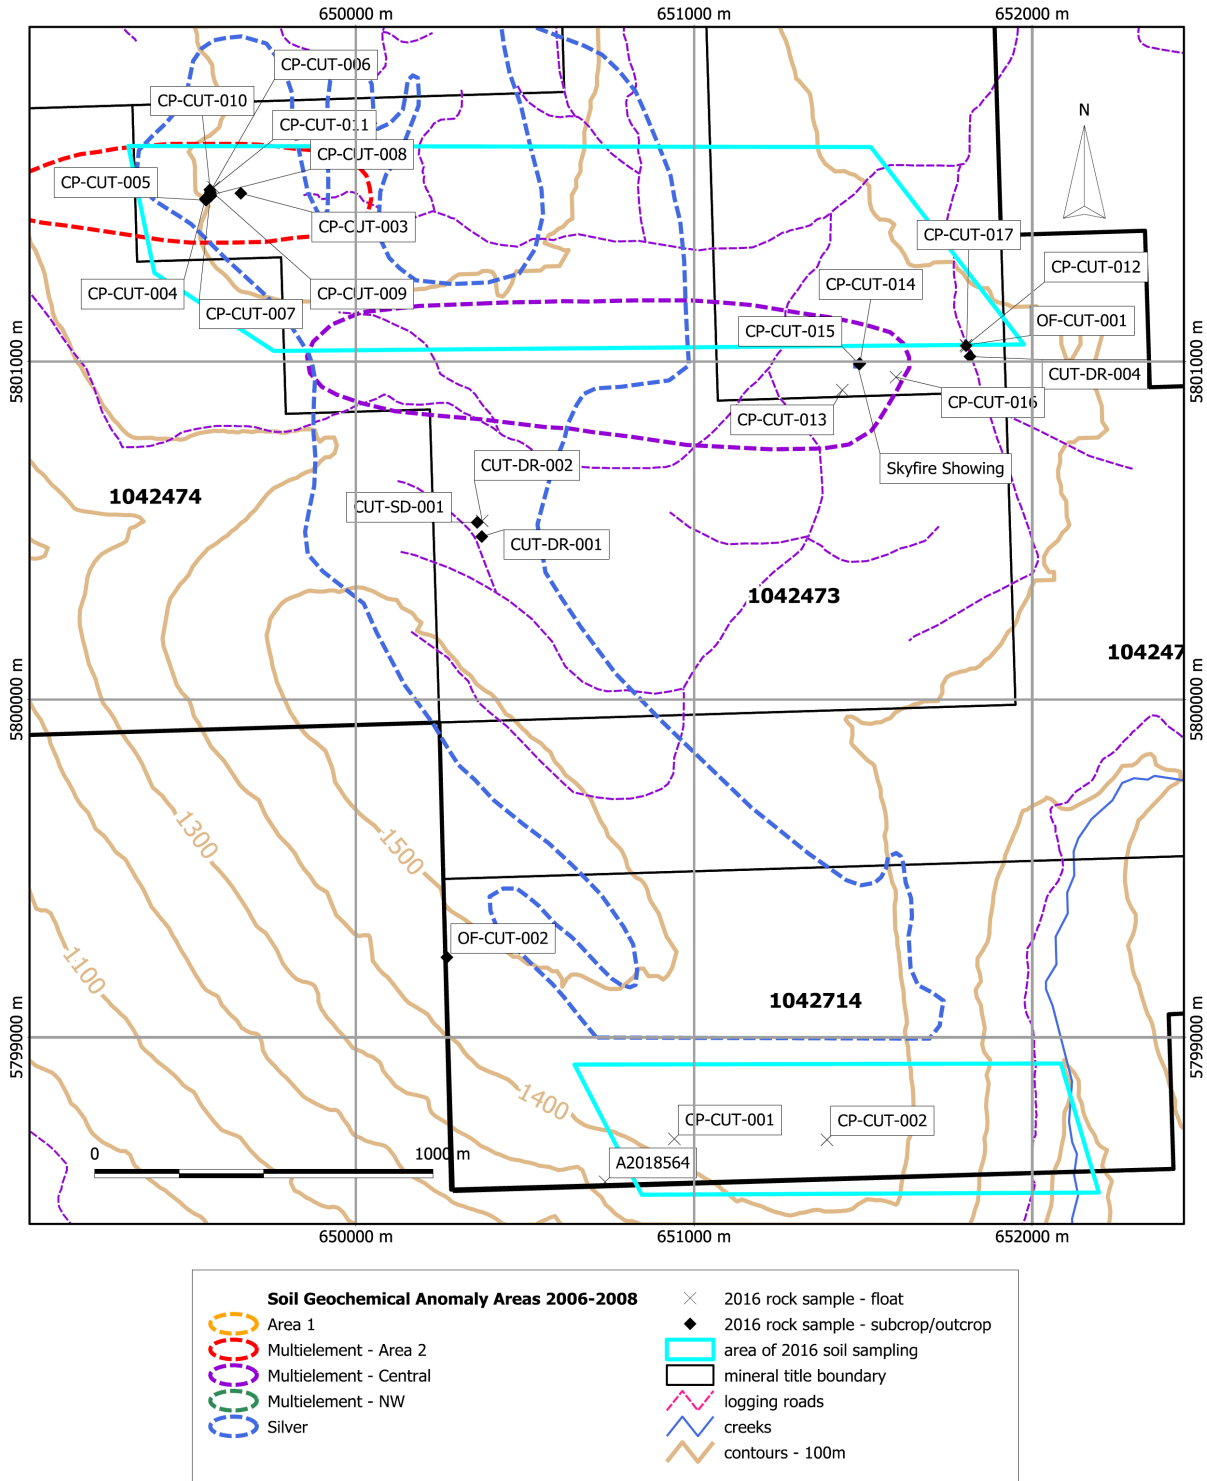 650000 m
651000 m
652000 m
CP-CUT-006
CP-CUT-010
CP-CUT-011
N
CP-CUT-008
CP-CUT-005
CP-CUT-003
CP-CUT-017
CP-CUT-012
CP-CUT-014
CP-CUT-004
CP-CUT-009
CP-CUT-007
OF-CUT-001
CP-CUT-015
5801000 m
5801000 m
CUT-DR-004
CP-CUT-016
CP-CUT-013
CUT-DR-002
Skyfire Showing
1042474
CUT-SD-001
CUT-DR-001
1042473
104247
5800000 m
5800000 m
1300
1500
OF-CUT-002
1100
1042714
5799000 m
5799000 m
1400
CP-CUT-001
CP-CUT-002
0
1000 m
A2018564
650000 m
651000 m
652000 m
Soil Geochemical Anomaly Areas 2006-2008
Area 1
Multielement - Area 2
Multielement - Central
Multielement - NW
Silver
2016 rock sample - float
2016 rock sample - subcrop/outcrop
area of 2016 soil sampling
mineral title boundary
logging roads
creeks
contours - 100m